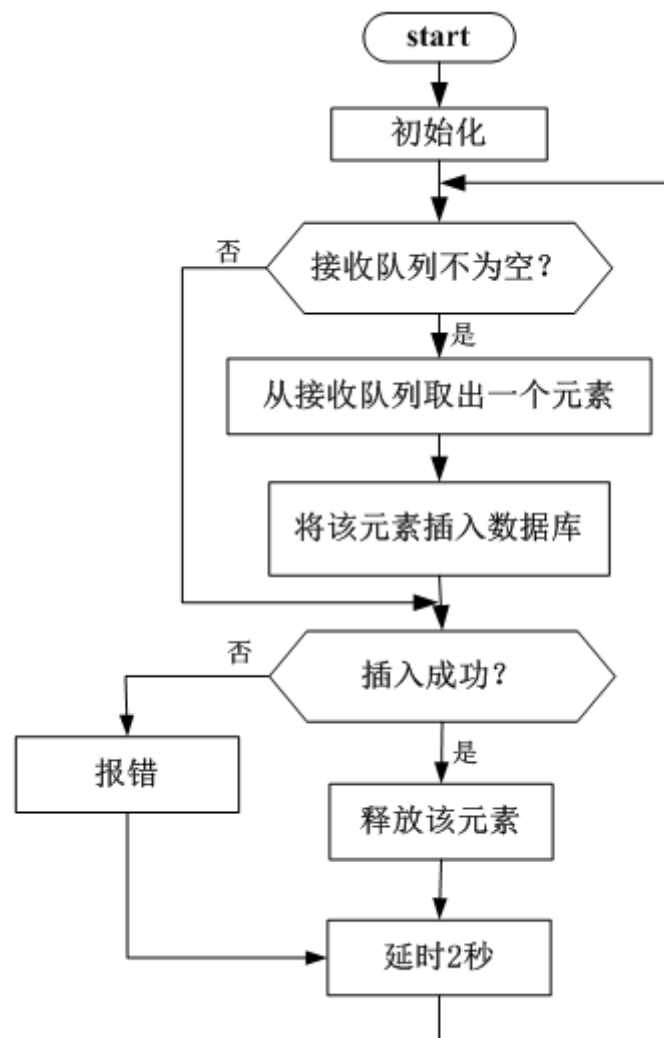 start
初始化
否
接收队列不为空？
是
从接收队列取出一个元素
将该元素插入数据库
否
插入成功？
是
报错
释放该元素
延时2秒